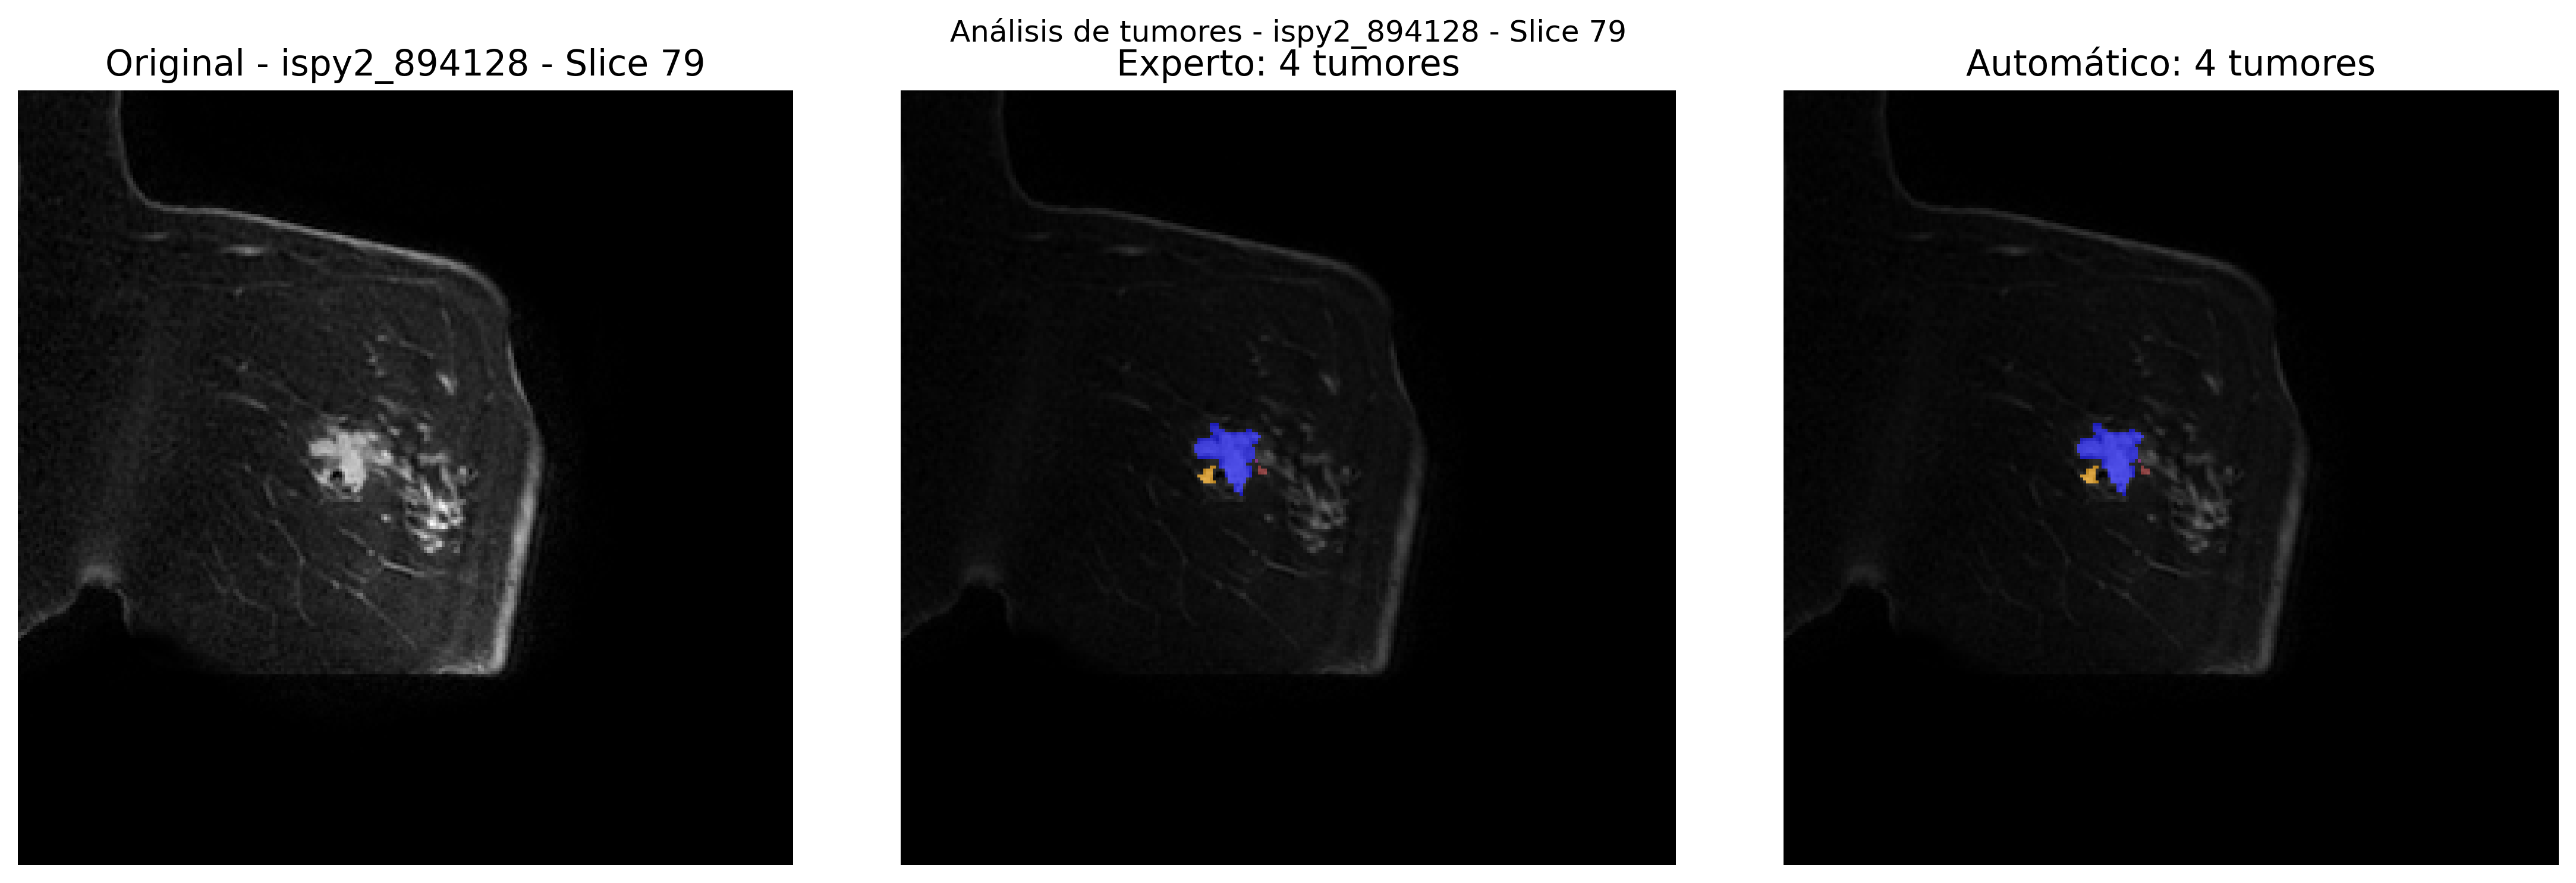 Análisis de tumores - ispy2_894128 - Slice 79
Original - ispy2_894128 - Slice 79
Experto: 4 tumores
Automático: 4 tumores